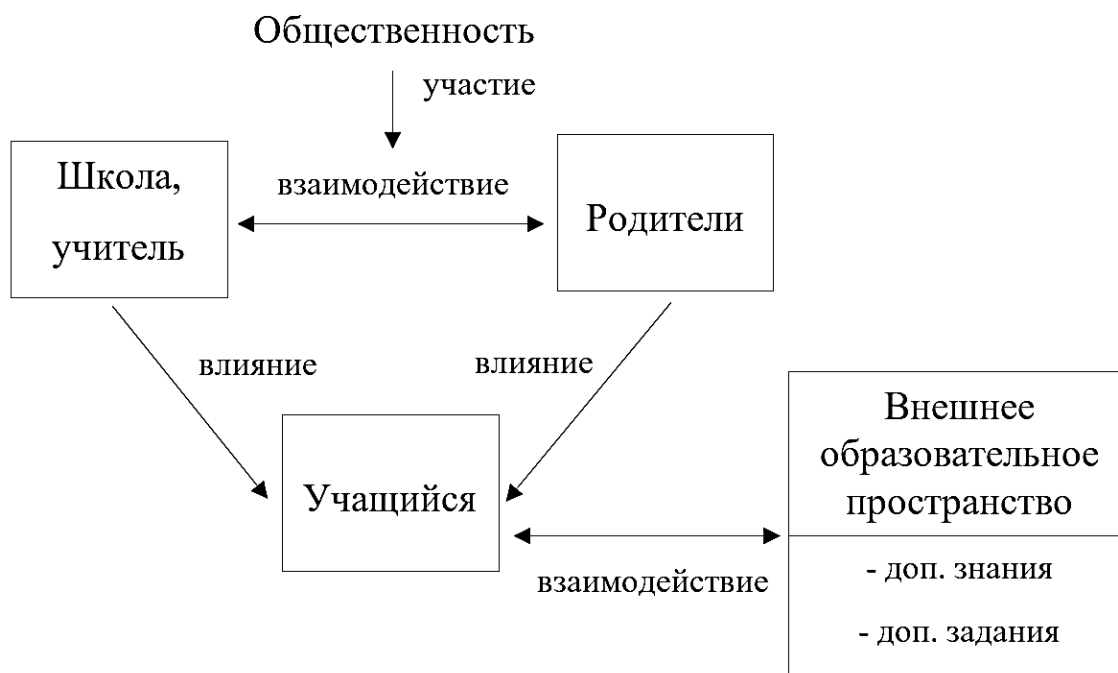 Общественность
участие
Школа,
учитель
взаимодействие
Родители
влияние
влияние
Учащийся
взаимодействие
Внешнее
образовательное
пространство
- доп. знания
- доп. задания